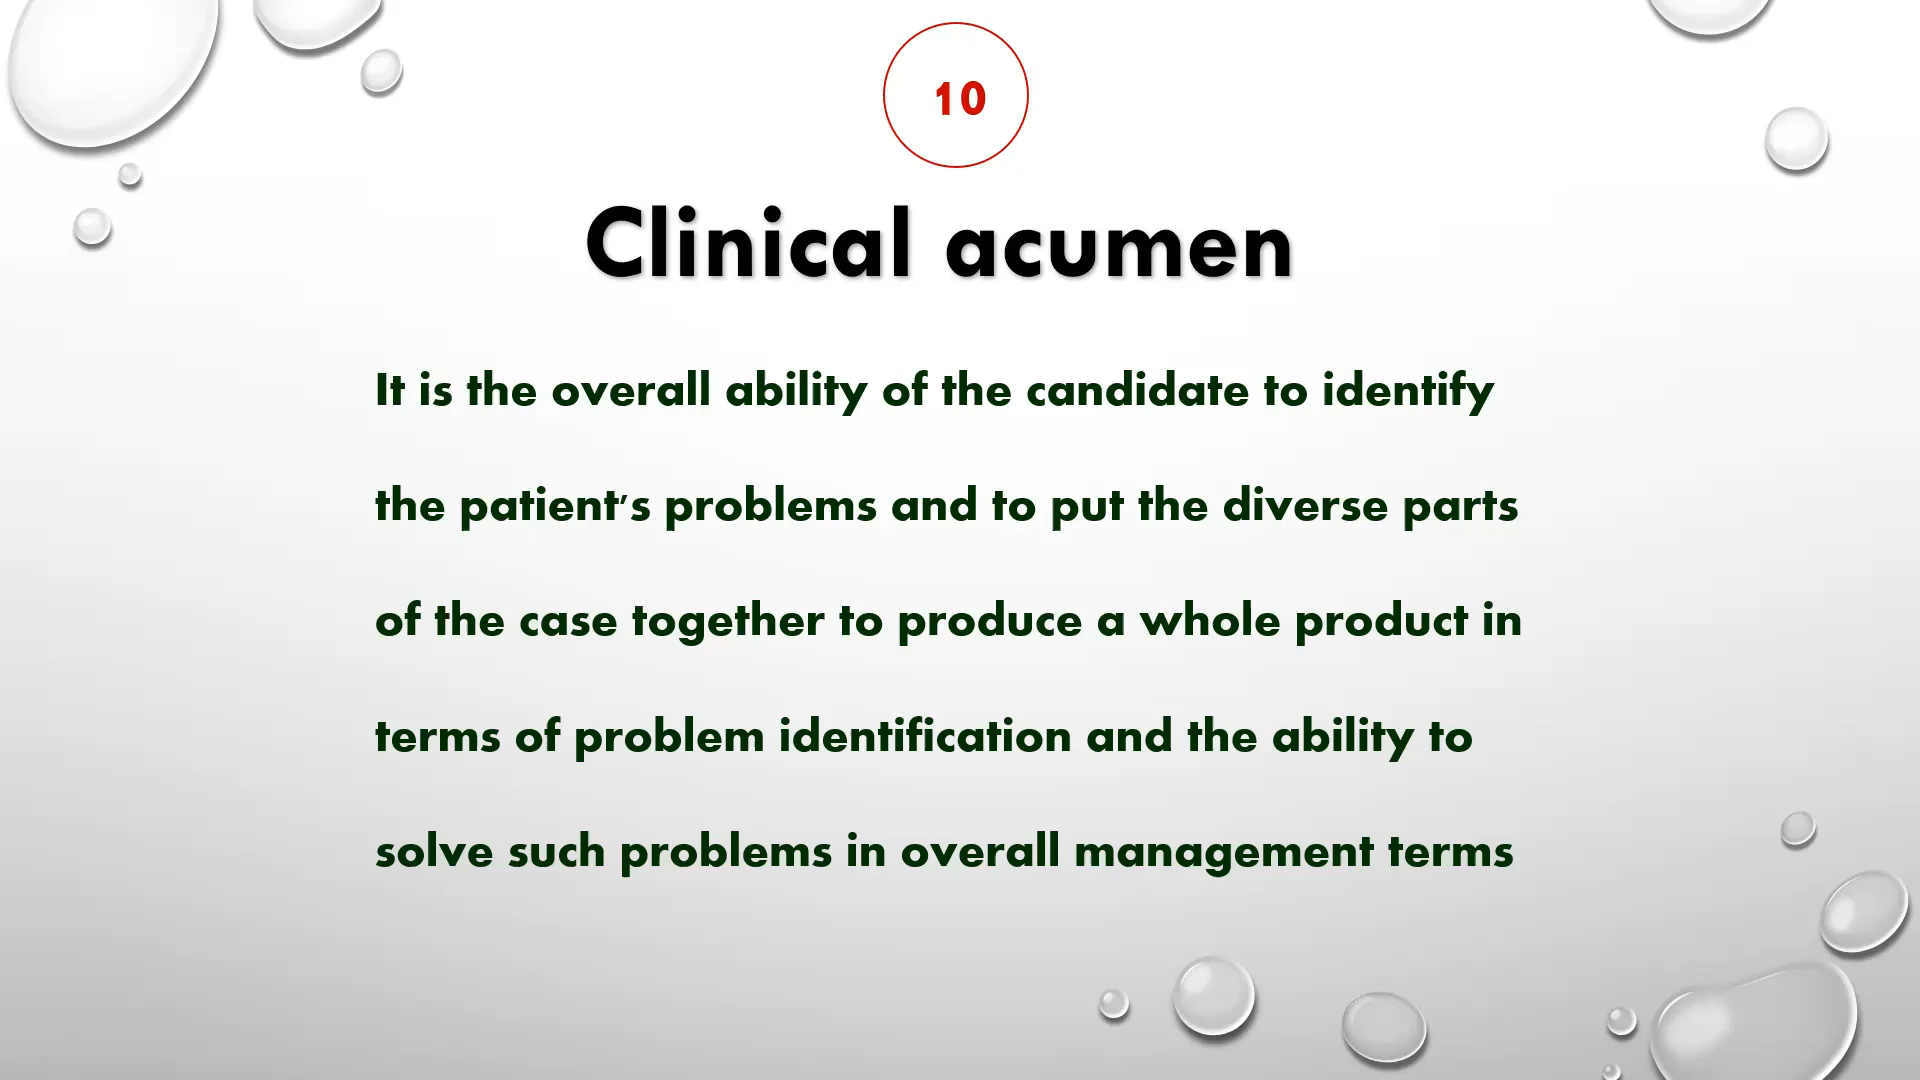 10
Clinical acumen
It is the overall ability of the candidate to identify
the patient's problems and to put the diverse parts
of the case together to produce a whole product in
terms of problem identification and the ability to
solve such problems in overall management terms